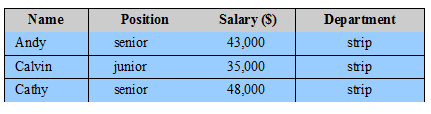 Name Position Salary ($) Department
Andy senior 43,000 strip
Calvin junior 35,000 strip
Cathy senior 48,000 strip